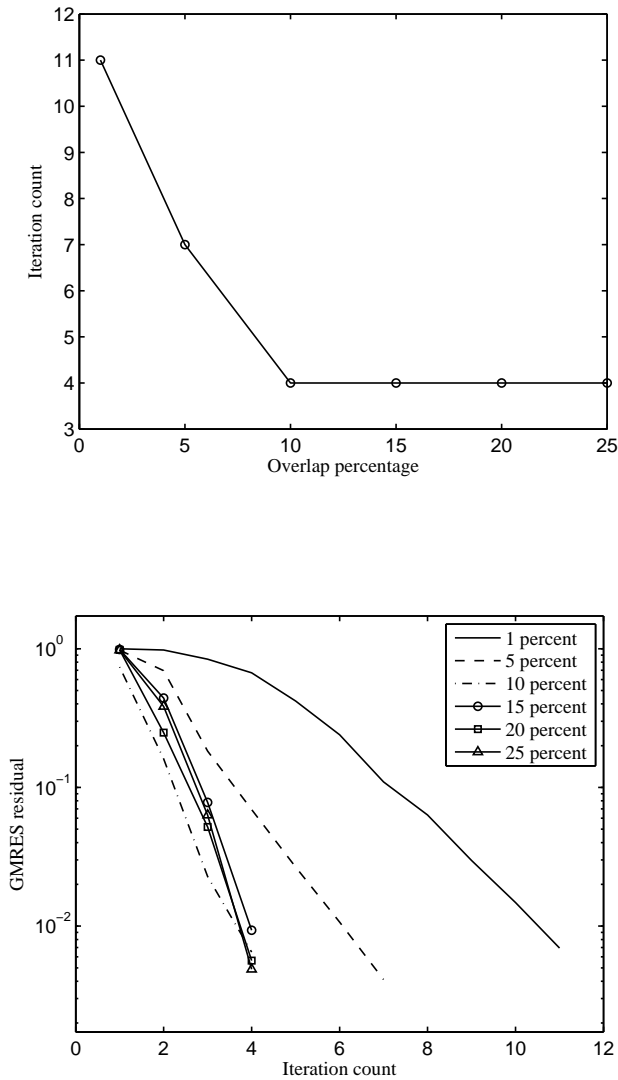 12
11
10
9
8
7
6
5
4
3
Iteration count
0 5 10 15 20 25
Overlap percentage
10^0
10^-1
10^-2
GMRES residual
1 percent
5 percent
10 percent
15 percent
20 percent
25 percent
0 2 4 6 8 10 12
Iteration count